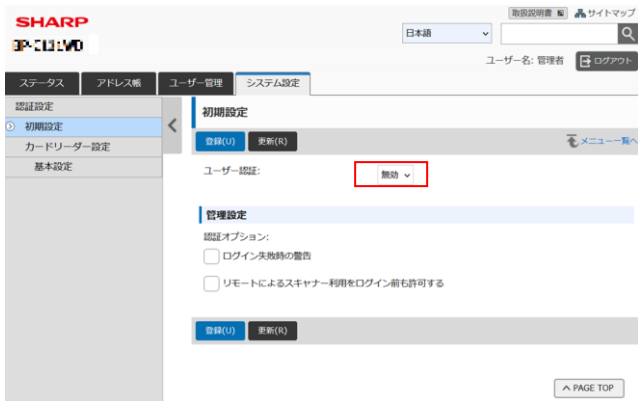 取扱説明書 サイトマップ
SHARP
日本語
ユーザー名: 管理者 ログアウト
ステータス アドレス帳 ユーザー管理 システム設定
認証設定
初期設定
カードリーダー設定
基本設定
初期設定
登録(U) 更新(R) メニュー一覧へ
ユーザー認証: 無効
管理設定
認証オプション:
ログイン失敗時の警告
リモートによるスキャナー利用をログイン前も許可する
登録(U) 更新(R)
PAGE TOP